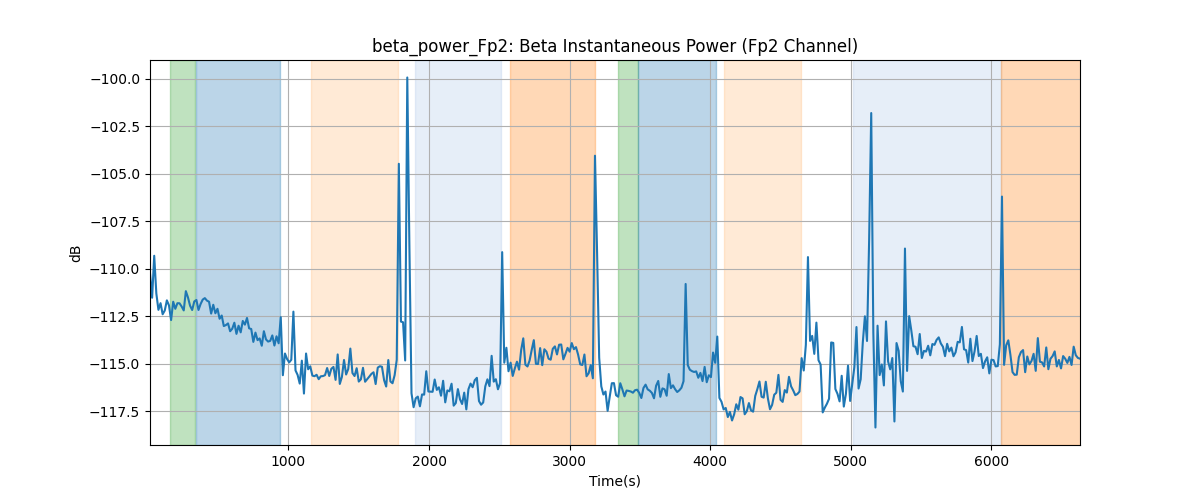 beta_power_Fp2: Beta Instantaneous Power (Fp2 Channel)
−100.0
−102.5
−105.0
−107.5
−110.0
−112.5
−115.0
−117.5
dB
1000 2000 3000 4000 5000 6000
Time(s)